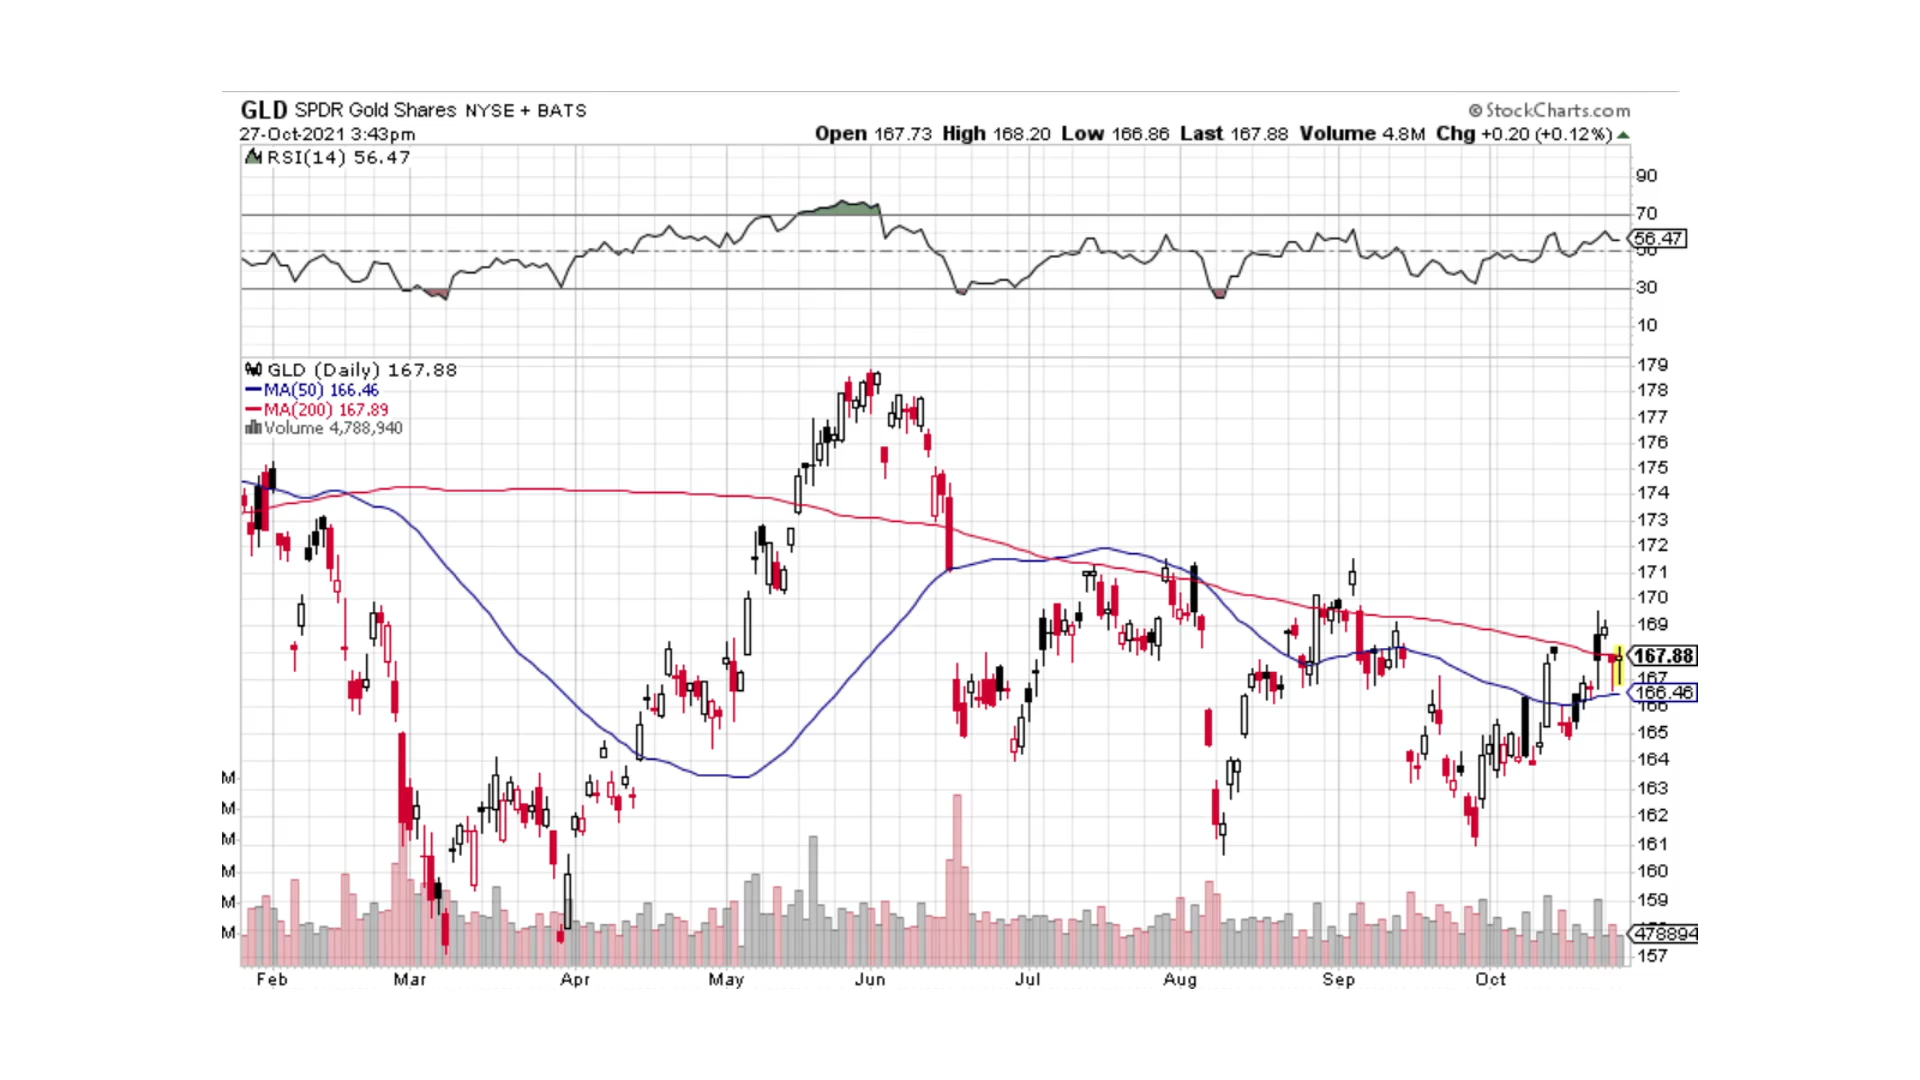 GLD SPDR Gold Shares NYSE + BATS
© StockCharts.com
27-Oct-2021 3:43pm
Open 167.73 High 168.20 Low 166.86 Last 167.88 Volume 4.8M Chg +0.20 (+0.12%)
RSI(14) 56.47
90
70
56.47
30
10
GLD (Daily) 167.88
MA(50) 166.46
MA(200) 167.89
Volume 4,788,940
179
178
177
176
175
174
173
172
171
170
169
167.88
167
166.46
166
165
164
163
162
161
160
159
478894
157
M
M
M
M
M
M
Feb Mar Apr May Jun Jul Aug Sep Oct